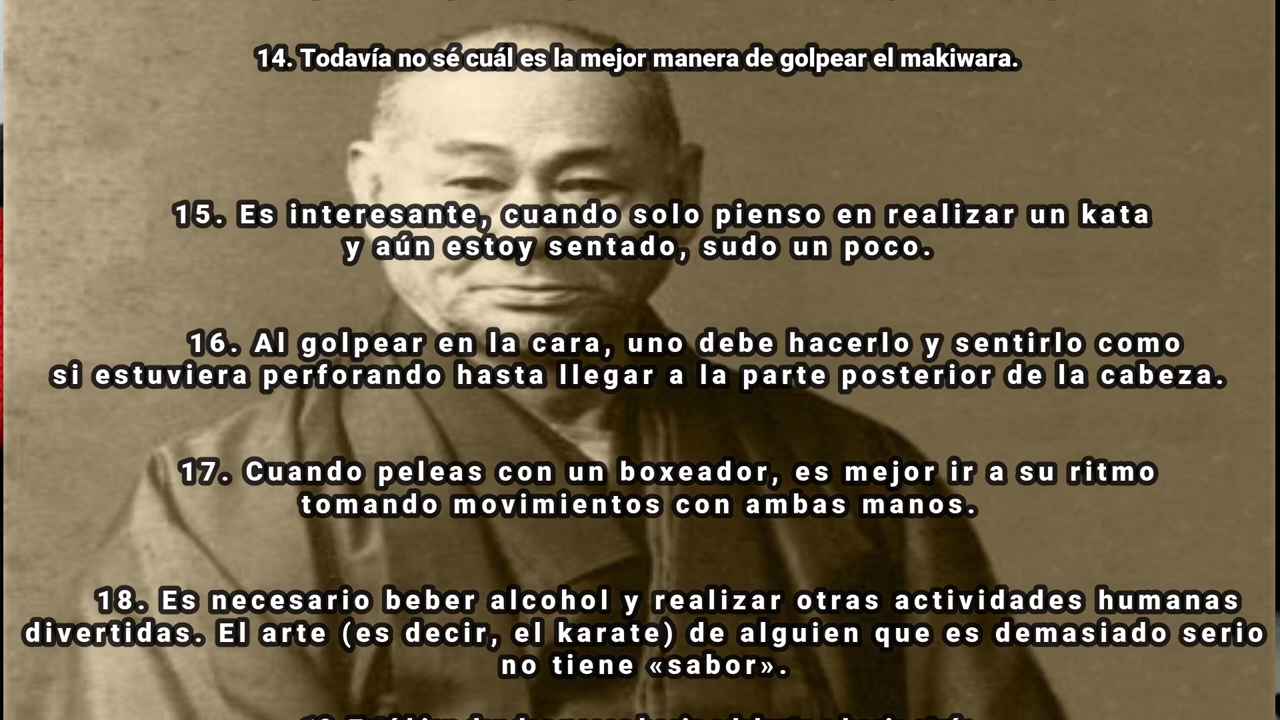 14. Todavía no sé cuál es la mejor manera de golpear el makiwara.
15. Es interesante, cuando solo pienso en realizar un kata
y aún estoy sentado, sudo un poco.
16. Al golpear en la cara, uno debe hacerlo y sentirlo como
si estuviera perforando hasta llegar a la parte posterior de la cabeza.
17. Cuando peleas con un boxeador, es mejor ir a su ritmo
tomando movimientos con ambas manos.
18. Es necesario beber alcohol y realizar otras actividades humanas
divertidas. El arte (es decir, el karate) de alguien que es demasiado serio
no tiene «sabor».